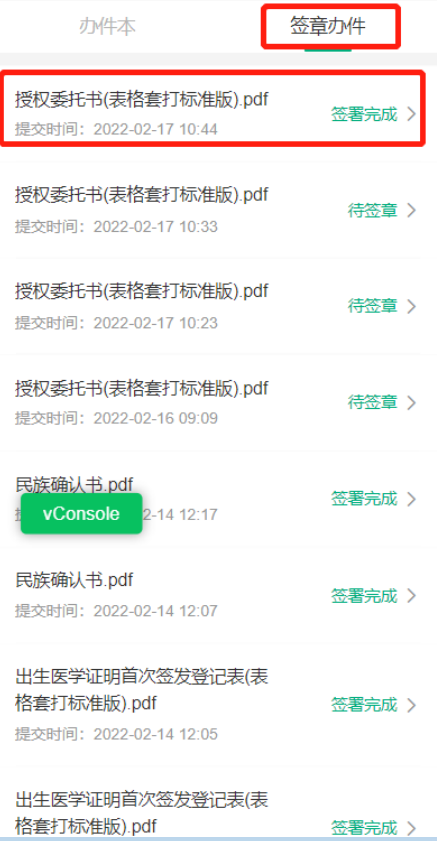 办件本
签章办件
授权委托书(表格套打标准版).pdf
提交时间：2022-02-17 10:44
签署完成
授权委托书(表格套打标准版).pdf
提交时间：2022-02-17 10:33
待签章
授权委托书(表格套打标准版).pdf
提交时间：2022-02-17 10:23
待签章
授权委托书(表格套打标准版).pdf
提交时间：2022-02-16 09:09
待签章
民族确认书.pdf
vConsole
2-14 12:17
签署完成
民族确认书.pdf
提交时间：2022-02-14 12:07
签署完成
出生医学证明首次签发登记表(表
格套打标准版).pdf
提交时间：2022-02-14 12:05
签署完成
出生医学证明首次签发登记表(表
格套打标准版).pdf
签署完成